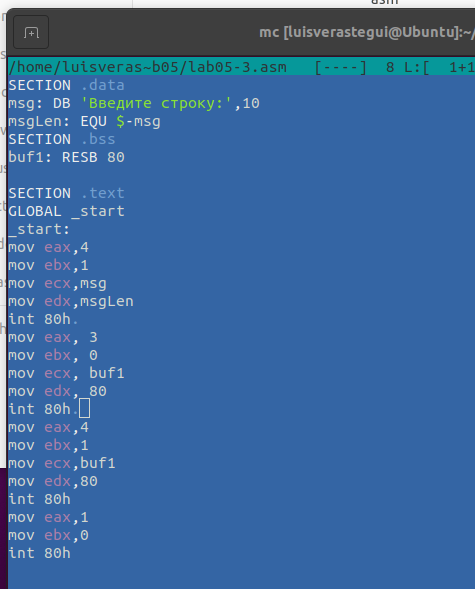 asm
mc [luisverastegui@Ubuntu]:~/
/home/luisveras~b05/lab05-3.asm [----] 8 L:[ 1+1
SECTION .data
msg: DB 'Введите строку:',10
msgLen: EQU $-msg
SECTION .bss
buf1: RESB 80
SECTION .text
GLOBAL _start
_start:
mov eax,4
mov ebx,1
mov ecx,msg
mov edx,msgLen
int 80h.
mov eax, 3
mov ebx, 0
mov ecx, buf1
mov edx, 80
int 80h.
mov eax,4
mov ebx,1
mov ecx,buf1
mov edx,80
int 80h
mov eax,1
mov ebx,0
int 80h